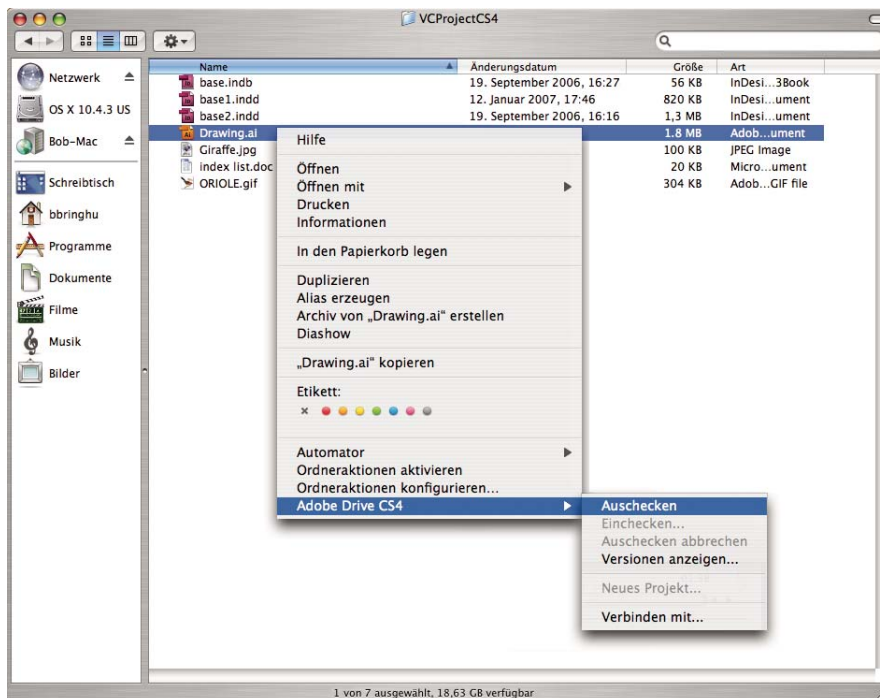 VCProjectCS4
Netzwerk
OS X 10.4.3 US
Bob-Mac
Schreibtisch
bbringhu
Programme
Dokumente
Filme
Musik
Bilder
Name Änderungsdatum Größe Art
base.indb 19. September 2006, 16:27 56 KB InDesi...3Book
base1.indd 12. Januar 2007, 17:46 820 KB InDesi...ument
base2.indd 19. September 2006, 16:16 1,3 MB InDesi...ument
Drawing.ai 1.8 MB Adob...ument
Giraffe.jpg 100 KB JPEG Image
index list.doc 20 KB Micro...ument
ORIOLE.gif 304 KB Adob...GIF file
Hilfe
Öffnen
Öffnen mit
Drucken
Informationen
In den Papierkorb legen
Duplizieren
Alias erzeugen
Archiv von „Drawing.ai“ erstellen
Diashow
„Drawing.ai“ kopieren
Etikett:
Automator
Ordneraktionen aktivieren
Ordneraktionen konfigurieren...
Adobe Drive CS4
Auschecken
Einchecken...
Auschecken abbrechen
Versionen anzeigen...
Neues Projekt...
Verbinden mit...
1 von 7 ausgewählt, 18,63 GB verfügbar